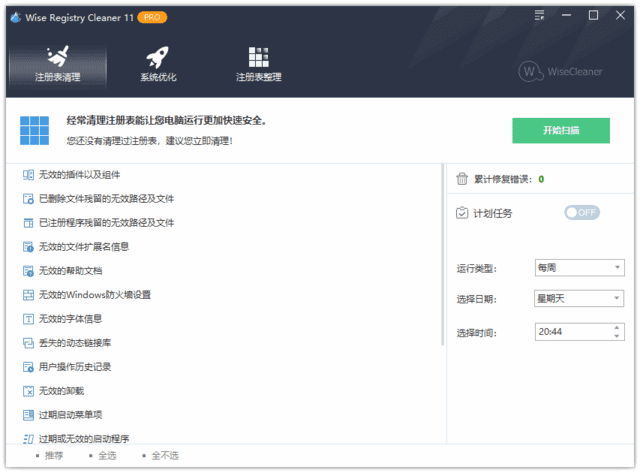 Wise Registry Cleaner 11 PRO
注册表清理
系统优化
注册表整理
W WiseCleaner
经常清理注册表能让您电脑运行更加快速安全。
您还没有清理过注册表，建议您立即清理！
开始扫描
无效的插件以及组件
已删除文件残留的无效路径及文件
已注册程序残留的无效路径及文件
无效的文件扩展名信息
无效的帮助文档
无效的Windows防火墙设置
无效的字体信息
丢失的动态链接库
用户操作历史记录
无效的卸载
过期启动菜单项
过期或无效的启动程序
累计修复错误： 0
计划任务 OFF
运行类型： 每周
选择日期： 星期天
选择时间： 20:44
推荐 全选 全不选